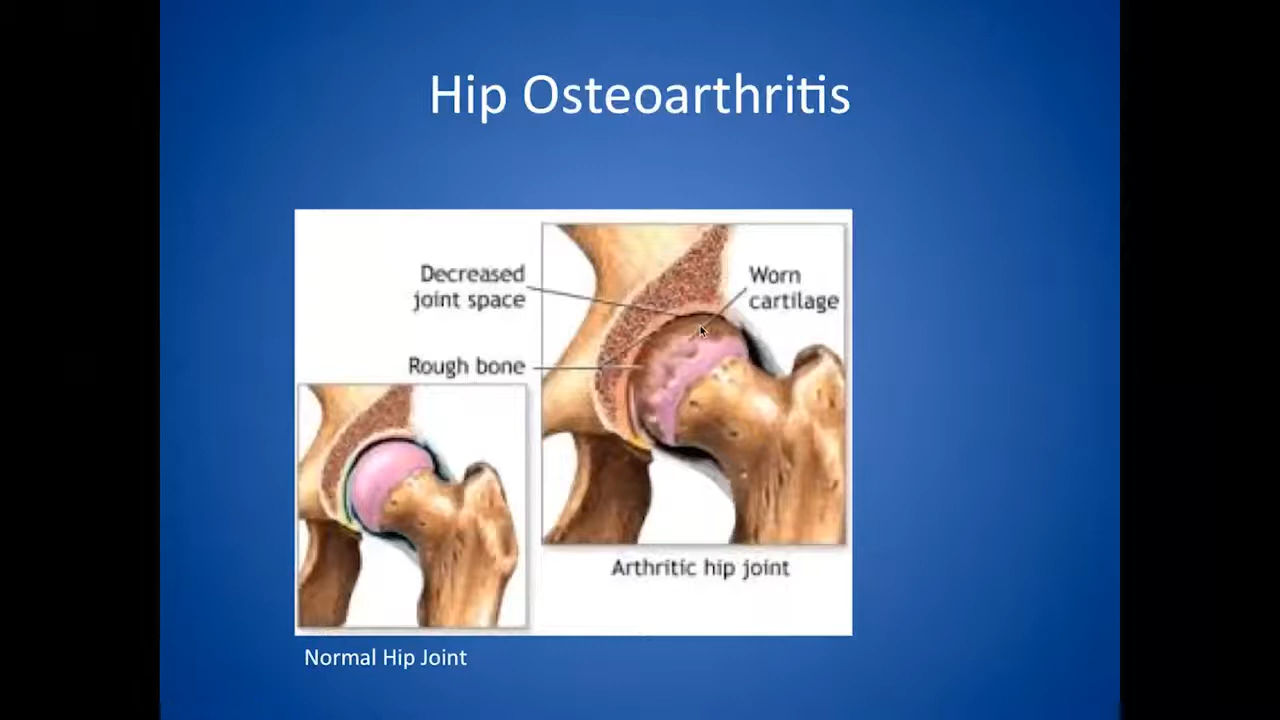 Hip Osteoarthritis
Decreased
joint space
Worn
cartilage
Rough bone
Arthritic hip joint
Normal Hip Joint